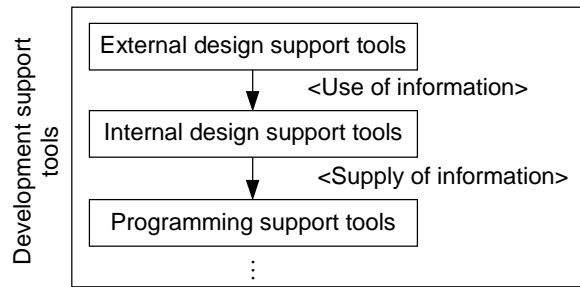 Development support
tools
External design support tools
<Use of information>
Internal design support tools
<Supply of information>
Programming support tools
⋮